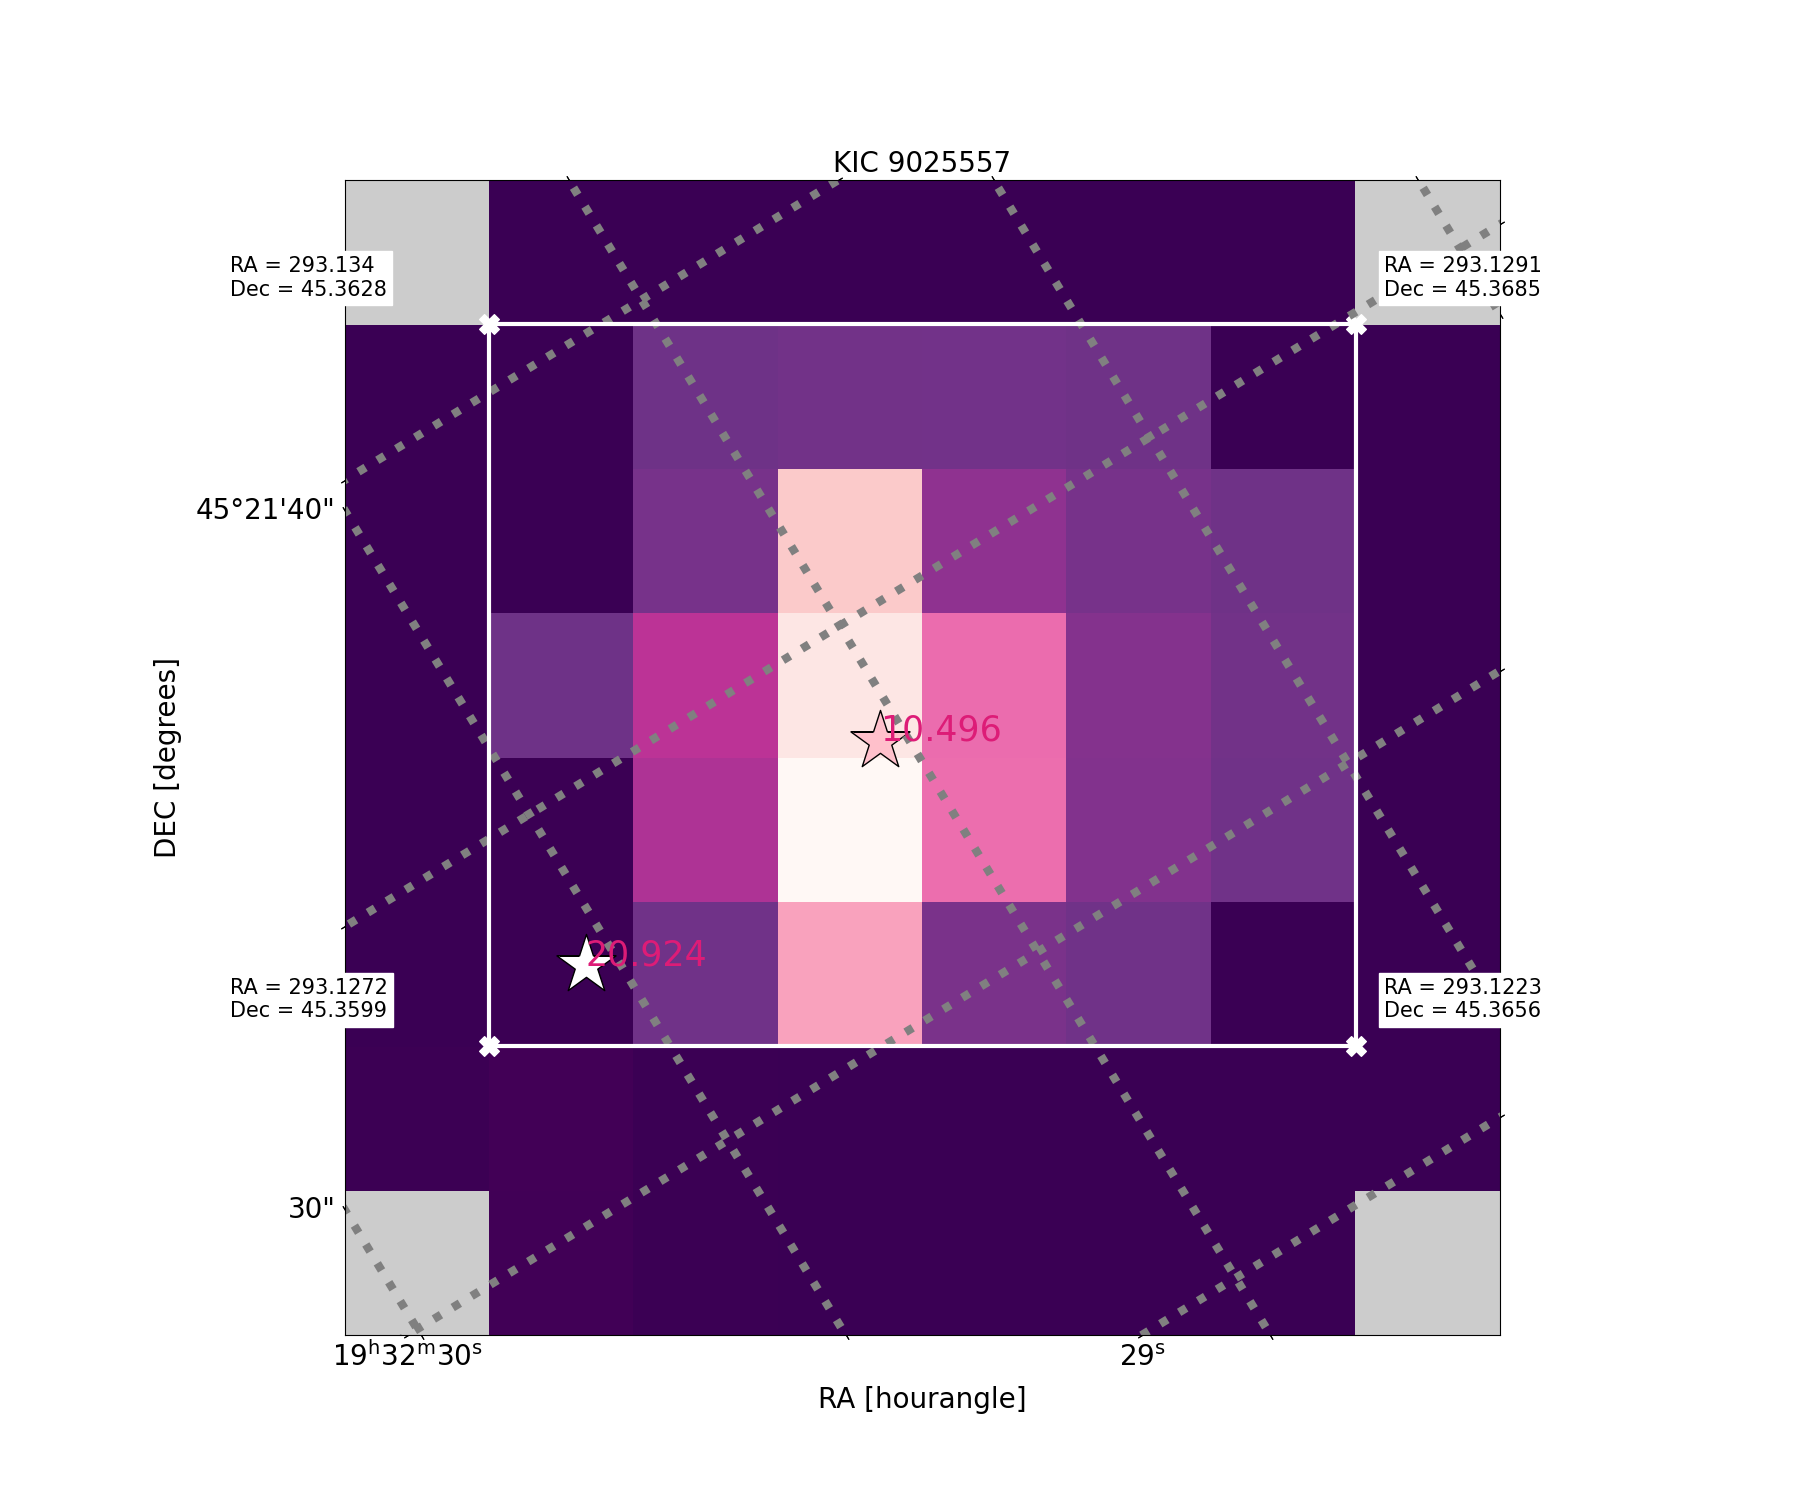 KIC 9025557
RA = 293.134
Dec = 45.3628
RA = 293.1291
Dec = 45.3685
45°21'40"
10.496
DEC [degrees]
20.924
RA = 293.1272
Dec = 45.3599
RA = 293.1223
Dec = 45.3656
30"
19h32m30s
29s
RA [hourangle]